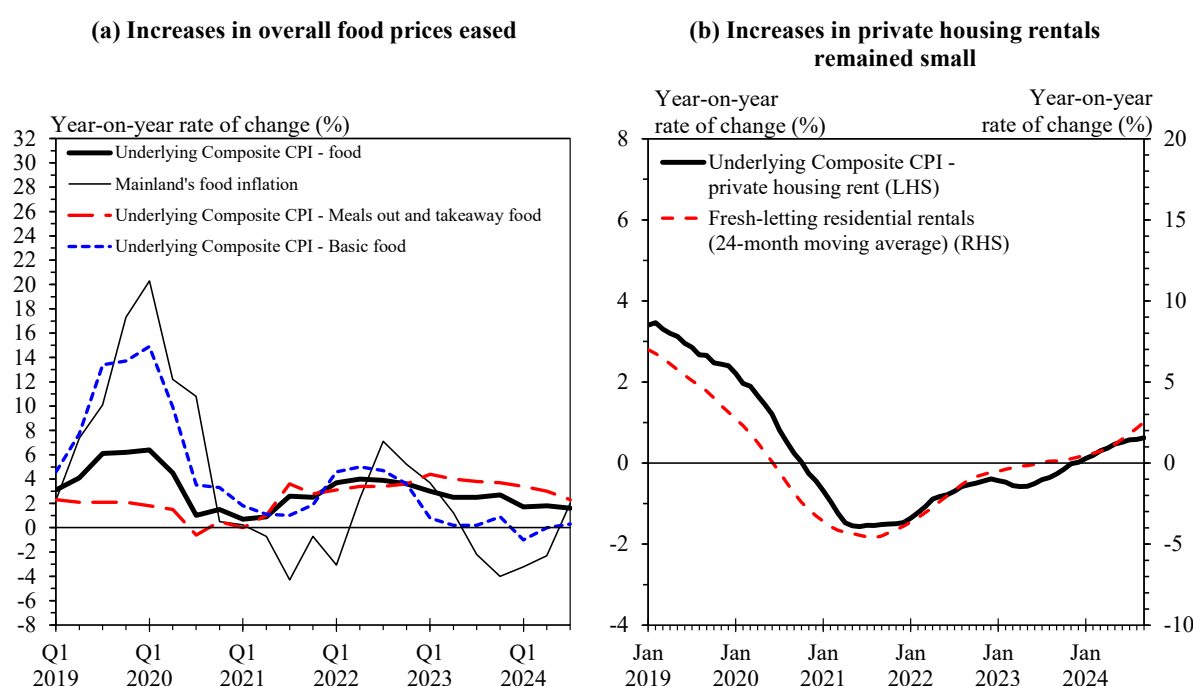 (a) Increases in overall food prices eased
Year-on-year rate of change (%)
32
30
28
26
24
22
20
18
16
14
12
10
8
6
4
2
0
-2
-4
-6
-8
Underlying Composite CPI - food
Mainland's food inflation
Underlying Composite CPI - Meals out and takeaway food
Underlying Composite CPI - Basic food
Q1 Q1 Q1 Q1 Q1 Q1
2019 2020 2021 2022 2023 2024
(b) Increases in private housing rentals
remained small
Year-on-year
rate of change (%)
Year-on-year
rate of change (%)
8
6
4
2
0
-2
-4
Underlying Composite CPI -
private housing rent (LHS)
Fresh-letting residential rentals
(24-month moving average) (RHS)
20
15
10
5
0
-5
-10
Jan Jan Jan Jan Jan Jan
2019 2020 2021 2022 2023 2024